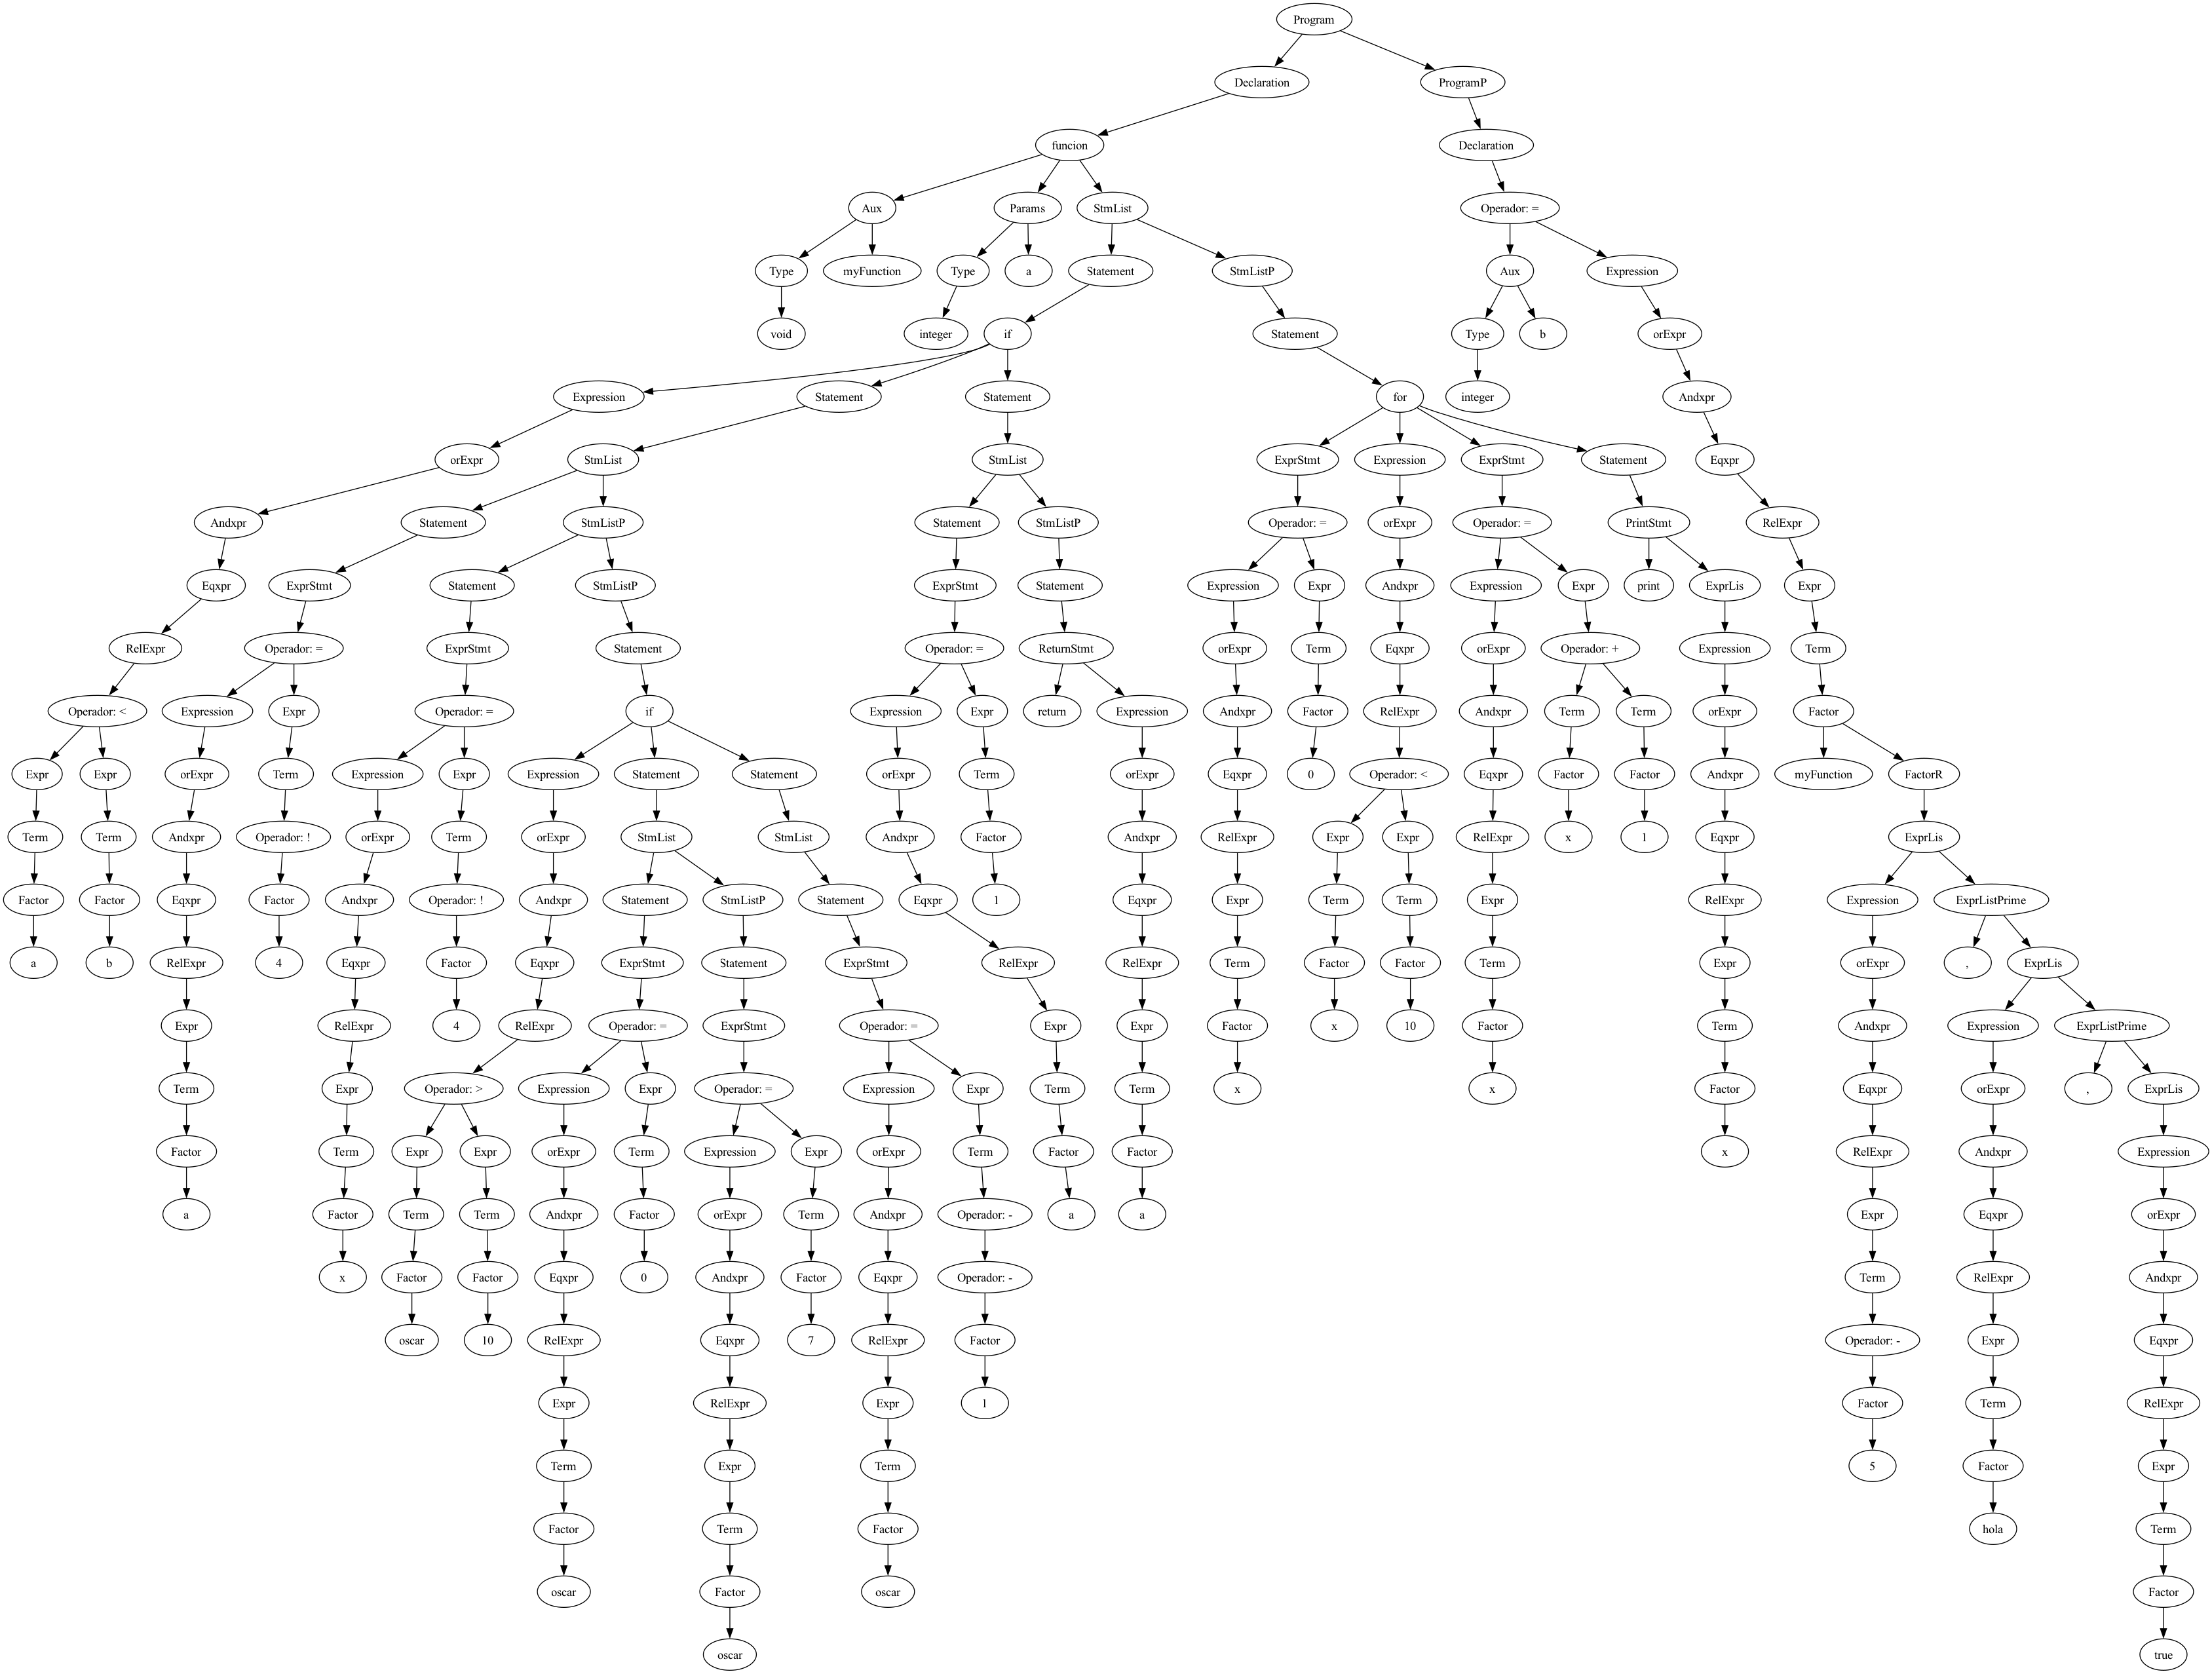 Program
Declaration ProgramP
funcion Declaration
Aux Params StmList Operador: =
Type myFunction Type a Statement StmListP Aux Expression
void integer if Statement Type b orExpr
Expression Statement Statement for integer Andxpr
orExpr StmList StmList ExprStmt Expression ExprStmt Statement Eqxpr
Andxpr Statement StmListP Statement StmListP Operador: = orExpr Operador: = PrintStmt RelExpr
Eqxpr ExprStmt Statement StmListP ExprStmt Statement Expression Expr Andxpr Expression Expr print ExprLis Expr
RelExpr Operador: = ExprStmt Statement Operador: = ReturnStmt orExpr Term Eqxpr orExpr Operador: + Expression Term
Operador: < Expression Expr Operador: = if Expression Expr return Expression Andxpr Factor RelExpr Andxpr Term Term orExpr Factor
Expr Expr orExpr Term Expression Expr Expression Statement Statement orExpr Term orExpr Eqxpr 0 Operador: < Eqxpr Factor Factor Andxpr myFunction FactorR
Term Term Andxpr Operador: ! orExpr Term orExpr StmList StmList Andxpr Factor Andxpr RelExpr Expr Expr RelExpr x 1 Eqxpr ExprLis
Factor Factor Eqxpr Factor Andxpr Operador: ! Andxpr Statement StmListP Statement Eqxpr 1 Eqxpr Expr Term Term Expr RelExpr Expression ExprListPrime
a b RelExpr 4 Eqxpr Factor Eqxpr ExprStmt Statement ExprStmt RelExpr RelExpr Term Factor Factor Term Expr orExpr , ExprLis
Expr RelExpr 4 RelExpr Operador: = ExprStmt Operador: = Expr Expr Factor x 10 Factor Term Andxpr Expression ExprListPrime
Term Expr Operador: > Expression Expr Operador: = Expression Expr Term Term x x Factor Eqxpr orExpr , ExprLis
Factor Term Expr Expr orExpr Term Expression Expr orExpr Term Factor Factor x RelExpr Andxpr Expression
a Factor Term Term Andxpr Factor orExpr Term Andxpr Operador: - a a Expr Eqxpr orExpr
x Factor Factor Eqxpr 0 Andxpr Factor Eqxpr Operador: - Term RelExpr Andxpr
oscar 10 RelExpr Eqxpr 7 RelExpr Factor Operador: - Expr Eqxpr
Expr RelExpr Expr 1 Factor Term RelExpr
Term Expr Term 5 Factor Expr
Factor Term Factor hola Term
oscar Factor oscar Factor
oscar true